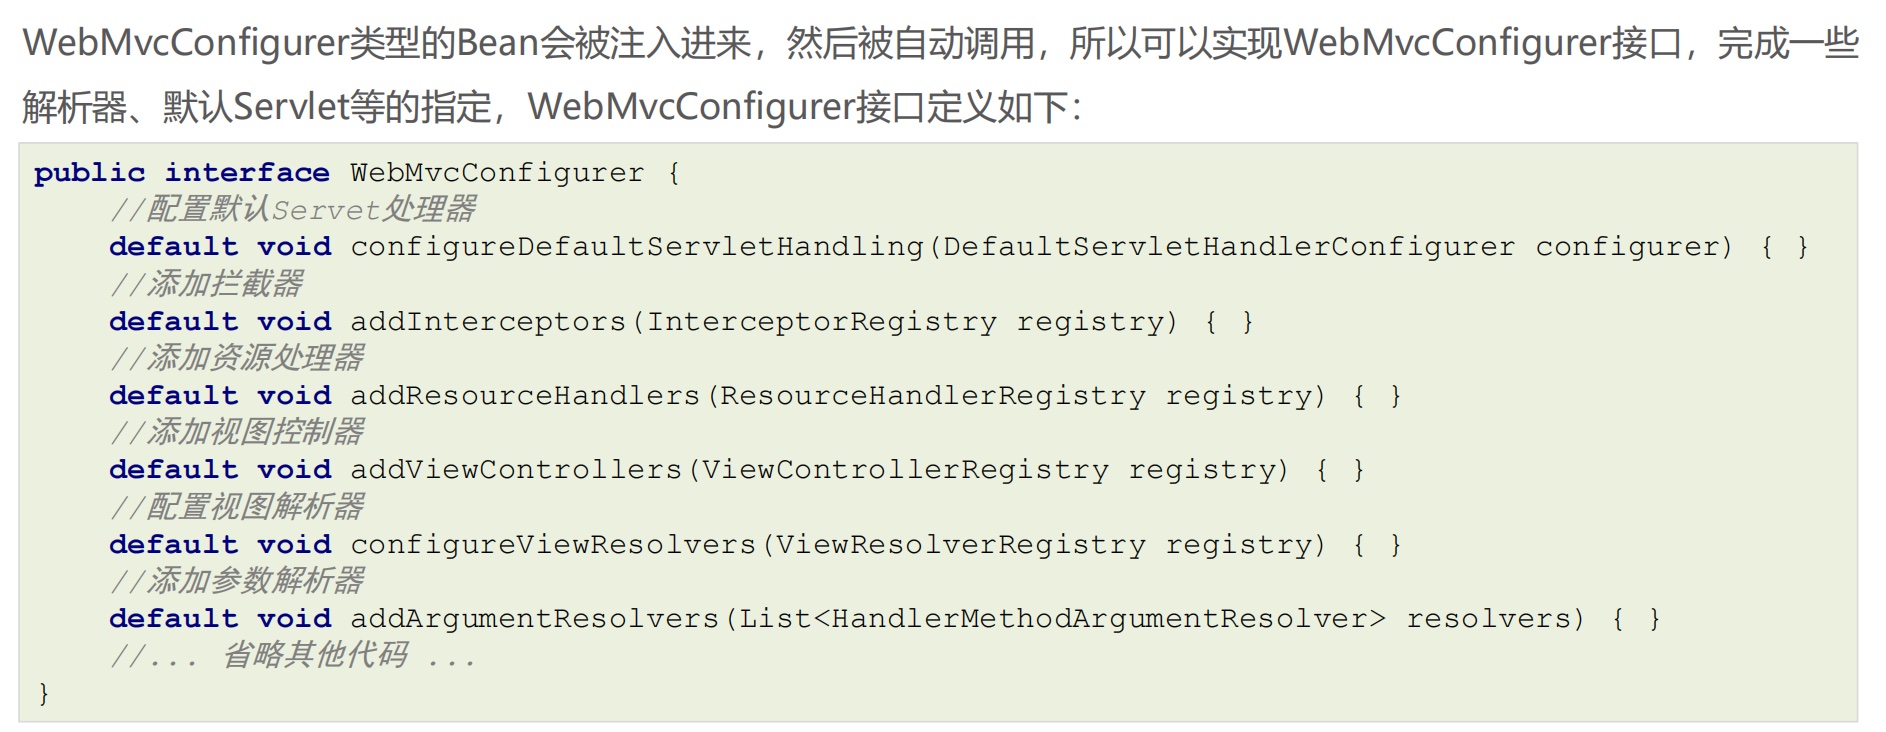 WebMvcConfigurer类型的Bean会被注入进来，然后被自动调用，所以可以实现WebMvcConfigurer接口，完成一些
解析器、默认Servlet等的指定，WebMvcConfigurer接口定义如下：
public interface WebMvcConfigurer {
//配置默认Servet处理器
default void configureDefaultServletHandling(DefaultServletHandlerConfigurer configurer) { }
//添加拦截器
default void addInterceptors(InterceptorRegistry registry) { }
//添加资源处理器
default void addResourceHandlers(ResourceHandlerRegistry registry) { }
//添加视图控制器
default void addViewControllers(ViewControllerRegistry registry) { }
//配置视图解析器
default void configureViewResolvers(ViewResolverRegistry registry) { }
//添加参数解析器
default void addArgumentResolvers(List<HandlerMethodArgumentResolver> resolvers) { }
//... 省略其他代码 ...
}